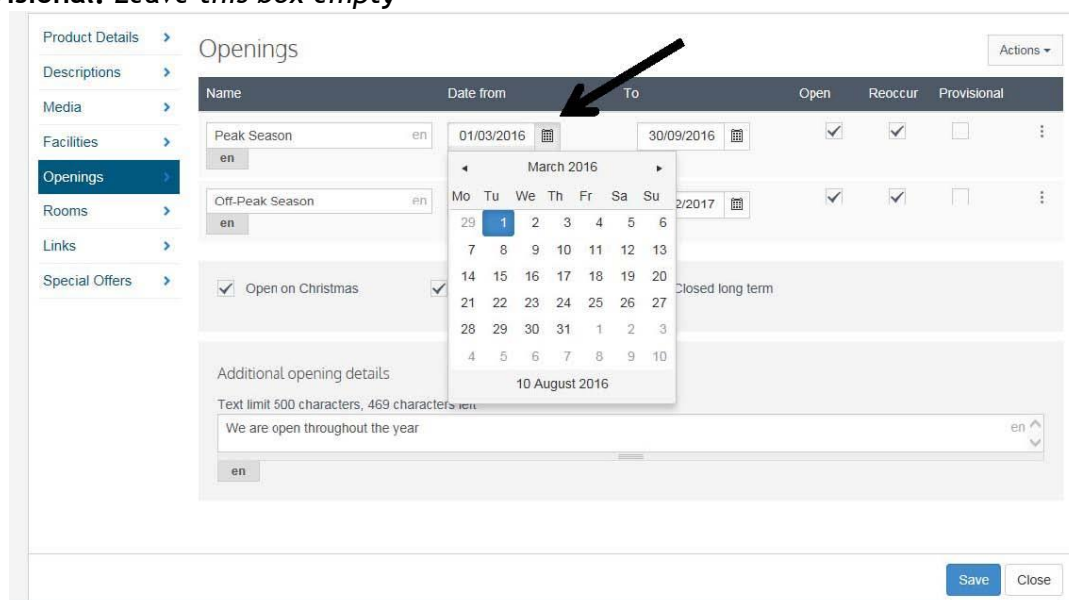 Leave this box empty
Product Details
Descriptions
Media
Facilities
Openings
Rooms
Links
Special Offers
Openings
Actions
Name Date from To Open Reoccur Provisional
Peak Season en 01/03/2016 30/09/2016
en
Off-Peak Season en 2/2017
en
March 2016
Mo Tu We Th Fr Sa Su
29 1 2 3 4 5 6
7 8 9 10 11 12 13
14 15 16 17 18 19 20
21 22 23 24 25 26 27
28 29 30 31 1 2 3
4 5 6 7 8 9 10
10 August 2016
Open on Christmas Closed long term
Additional opening details
Text limit 500 characters, 469 characters left
We are open throughout the year en
en
Save Close